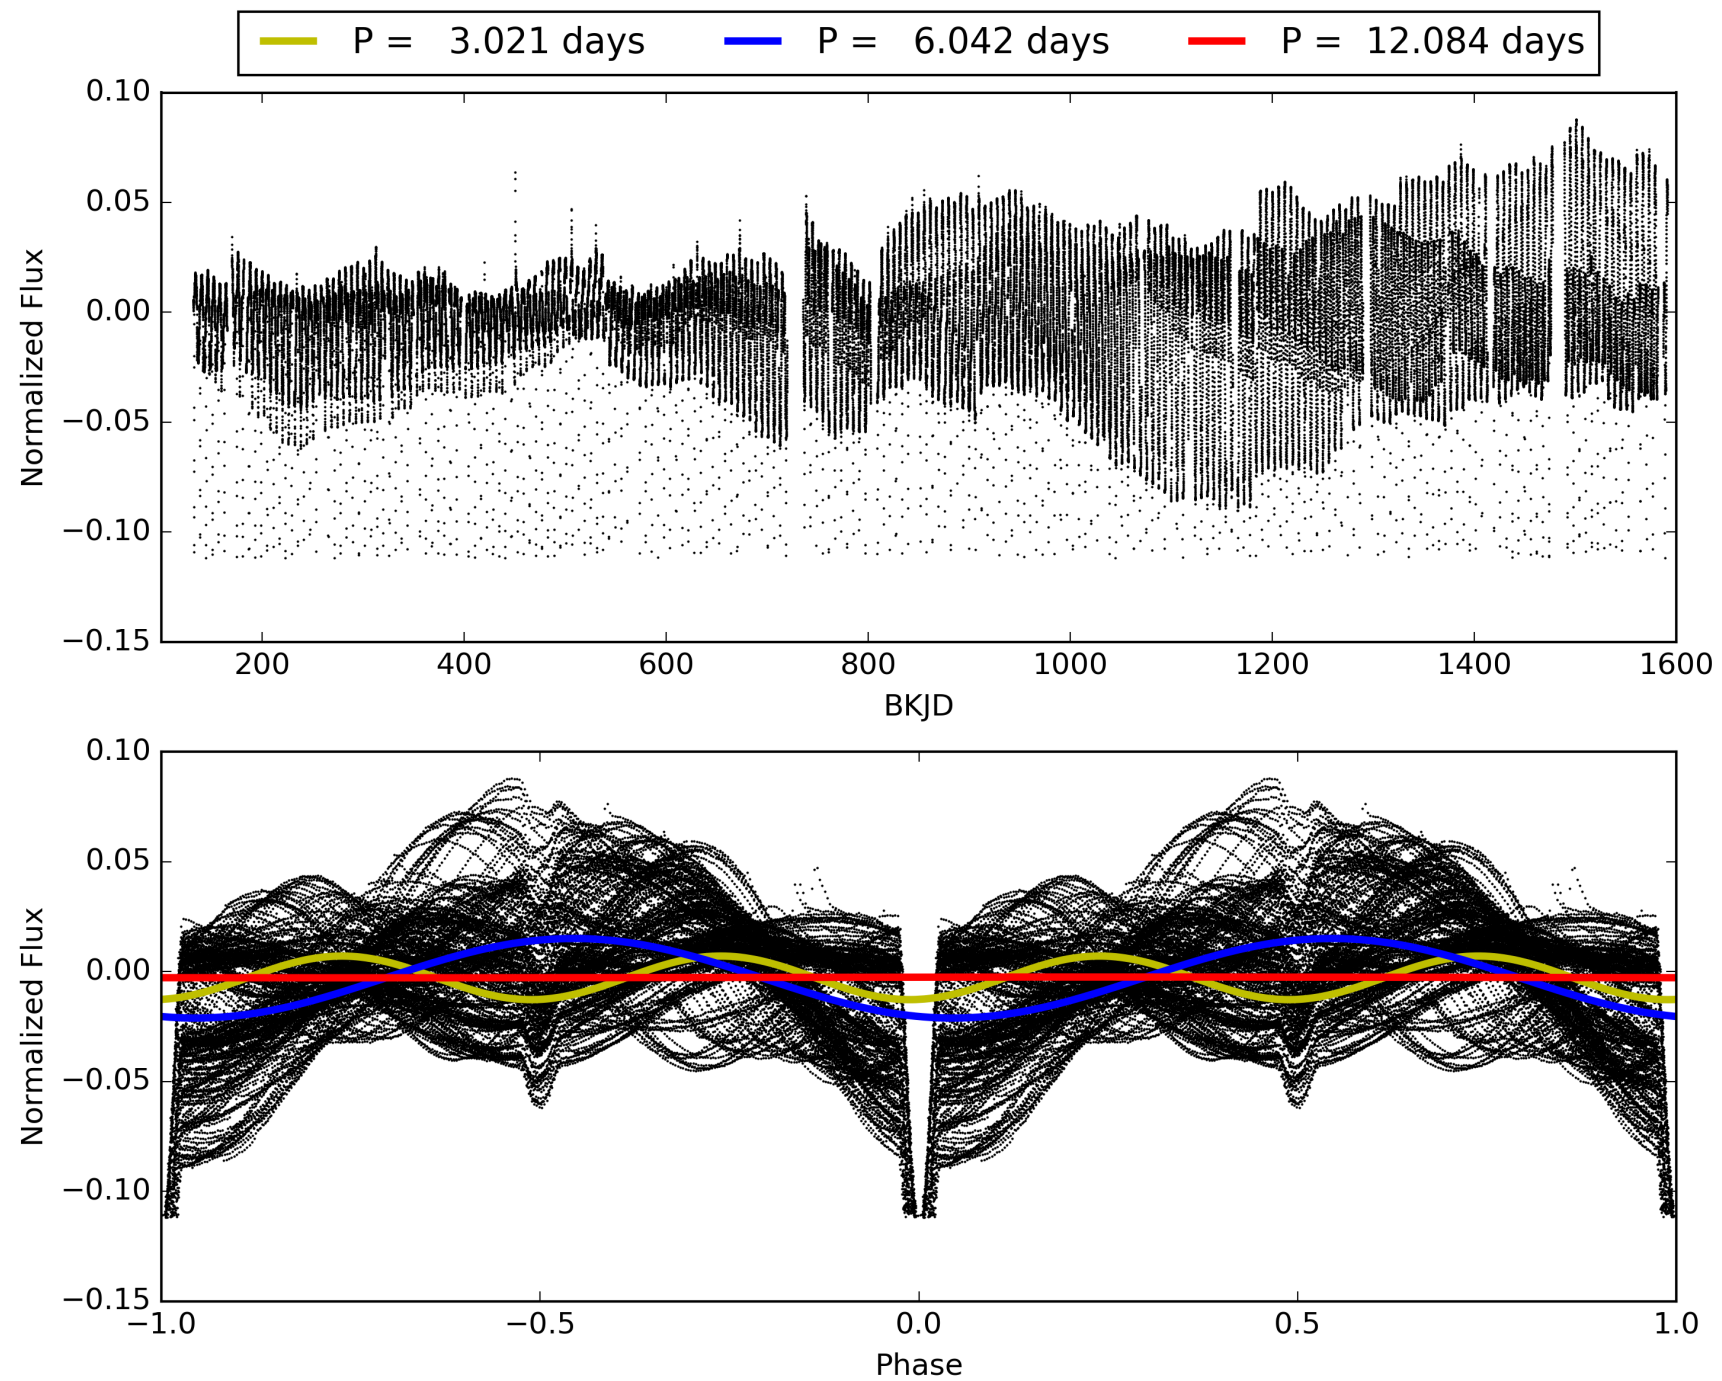 P = 3.021 days P = 6.042 days P = 12.084 days
0.10
0.05
0.00
−0.05
−0.10
−0.15
Normalized Flux
200 400 600 800 1000 1200 1400 1600
BKJD
0.10
0.05
0.00
−0.05
−0.10
−0.15
Normalized Flux
−1.0 −0.5 0.0 0.5 1.0
Phase